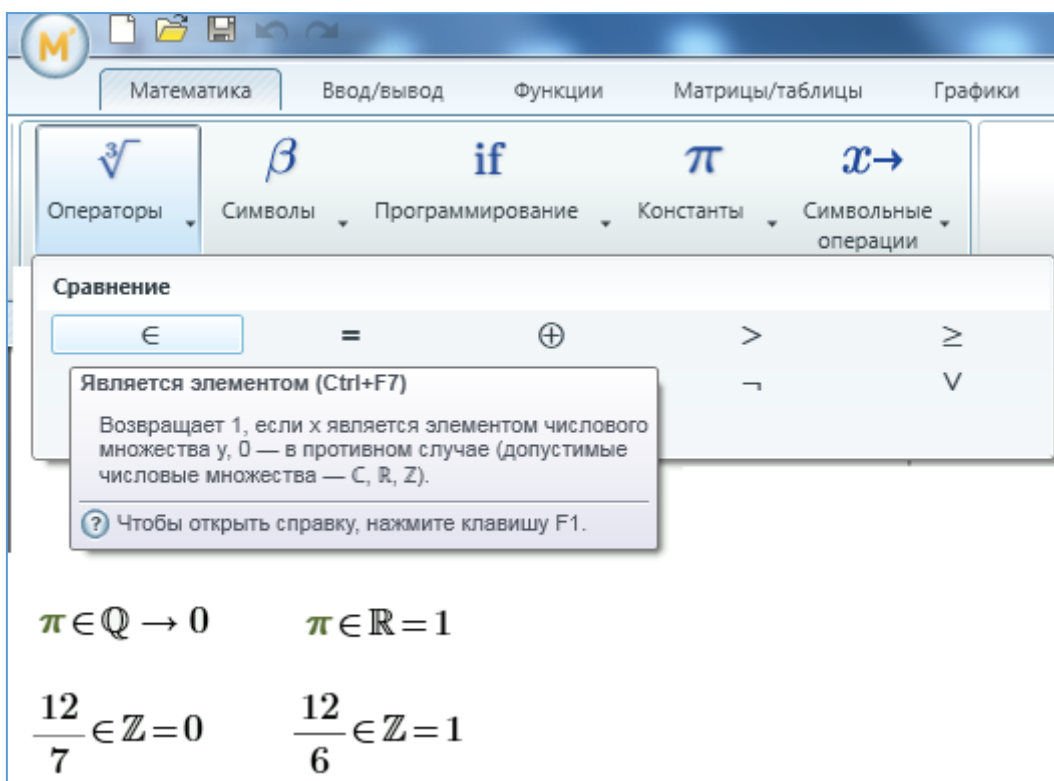 M
Математика Ввод/вывод Функции Матрицы/таблицы Графики
∛ β if π x→
Операторы Символы Программирование Константы Символьные
операции
Сравнение
∈ = ⊕ > ≥
Является элементом (Ctrl+F7) ¬ ∨
Возвращает 1, если x является элементом числового
множества y, 0 — в противном случае (допустимые
числовые множества — ℂ, ℝ, ℤ).
Чтобы открыть справку, нажмите клавишу F1.
π∈ℚ → 0 π∈ℝ=1
12/7 ∈ℤ=0 12/6 ∈ℤ=1